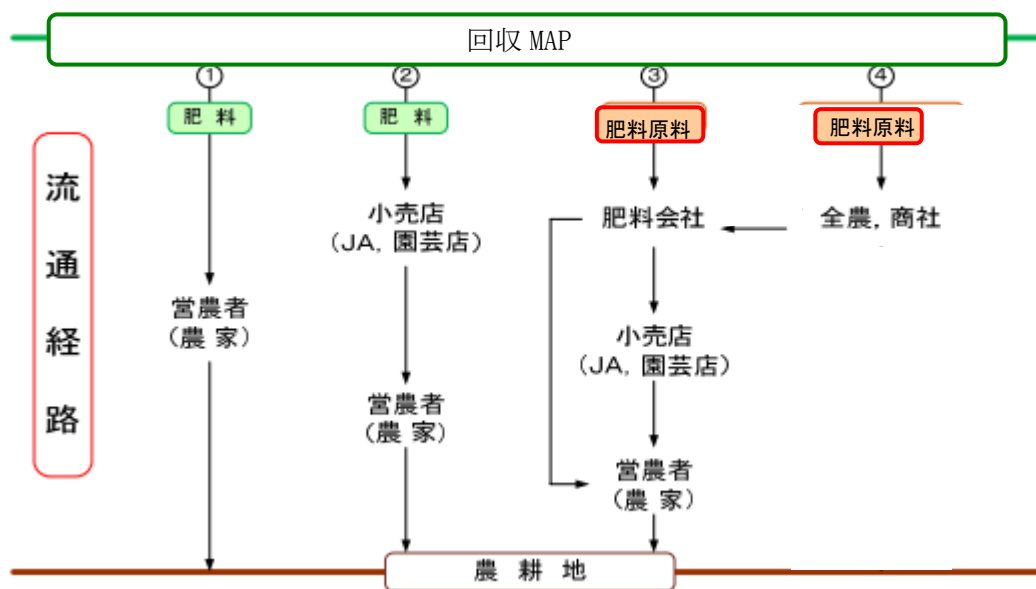 回収 MAP
① ② ③ ④
肥 料
肥 料
肥料原料
肥料原料
流通経路
小売店
(JA, 園芸店)
肥料会社
全農, 商社
営農者
(農 家)
小売店
(JA, 園芸店)
営農者
(農 家)
営農者
(農 家)
農 耕 地